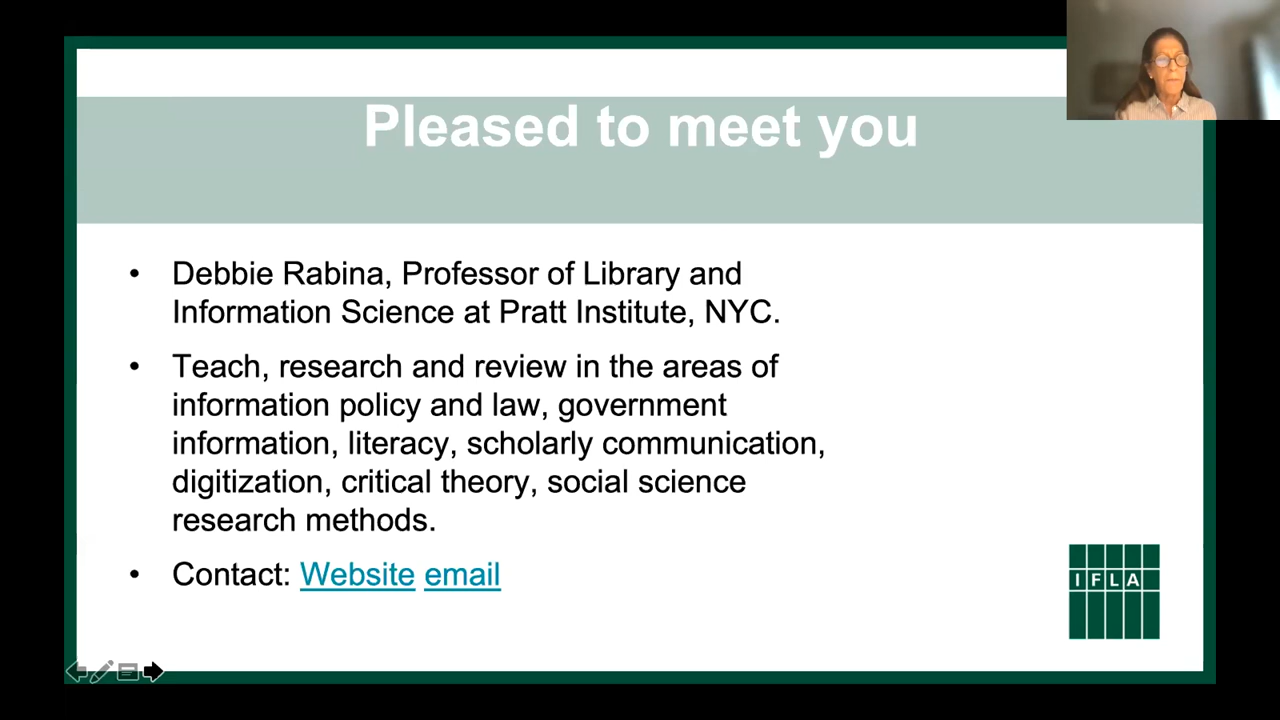 Pleased to meet you
• Debbie Rabina, Professor of Library and
Information Science at Pratt Institute, NYC.
• Teach, research and review in the areas of
information policy and law, government
information, literacy, scholarly communication,
digitization, critical theory, social science
research methods.
• Contact: Website email
IFLA